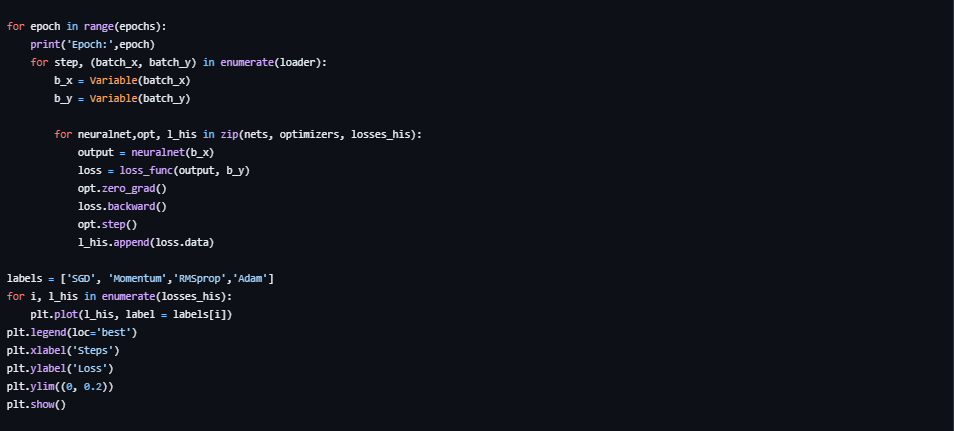 for epoch in range(epochs):
    print('Epoch:',epoch)
    for step, (batch_x, batch_y) in enumerate(loader):
        b_x = Variable(batch_x)
        b_y = Variable(batch_y)

        for neuralnet,opt, l_his in zip(nets, optimizers, losses_his):
            output = neuralnet(b_x)
            loss = loss_func(output, b_y)
            opt.zero_grad()
            loss.backward()
            opt.step()
            l_his.append(loss.data)

labels = ['SGD', 'Momentum','RMSprop','Adam']
for i, l_his in enumerate(losses_his):
    plt.plot(l_his, label = labels[i])
plt.legend(loc='best')
plt.xlabel('Steps')
plt.ylabel('Loss')
plt.ylim((0, 0.2))
plt.show()